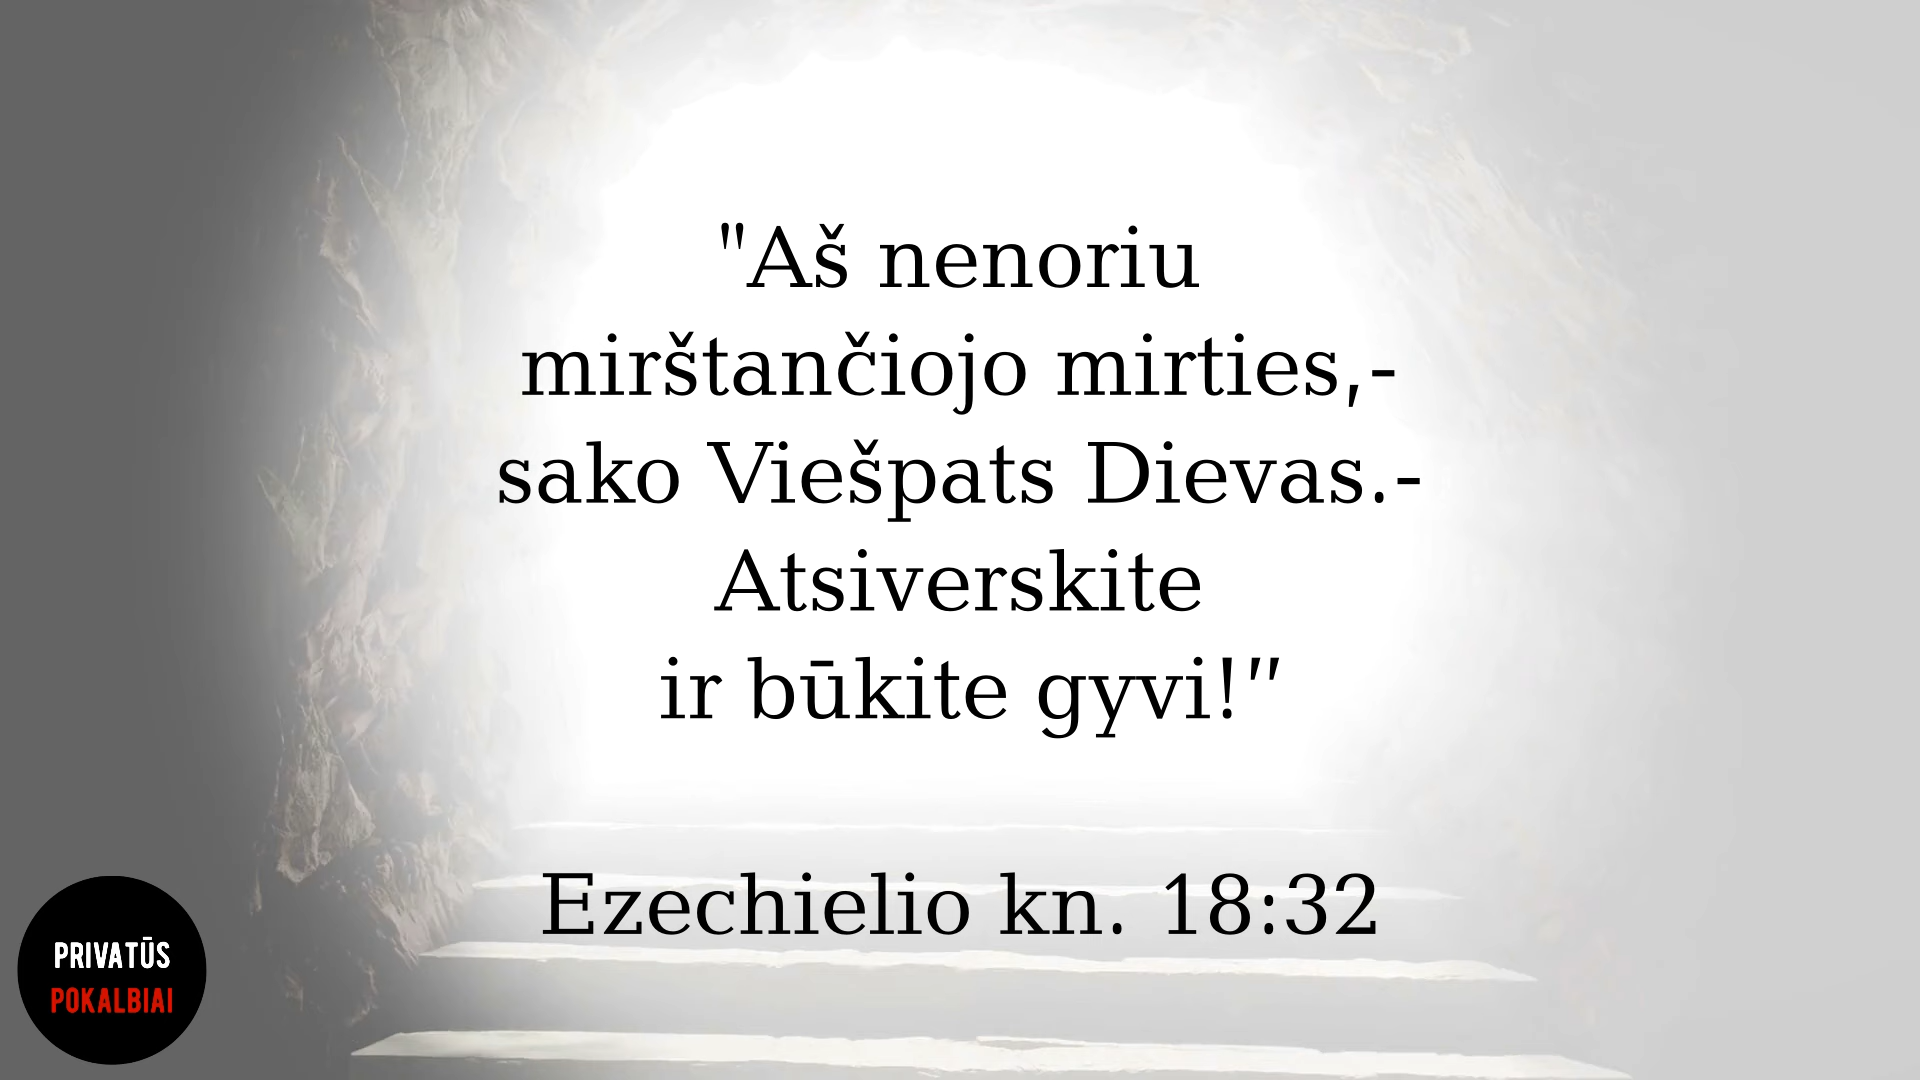 "Aš nenoriu
mirštančiojo mirties,-
sako Viešpats Dievas.-
Atsiverskite
ir būkite gyvi!”
Ezechielio kn. 18:32
PRIVATŪS
POKALBIAI